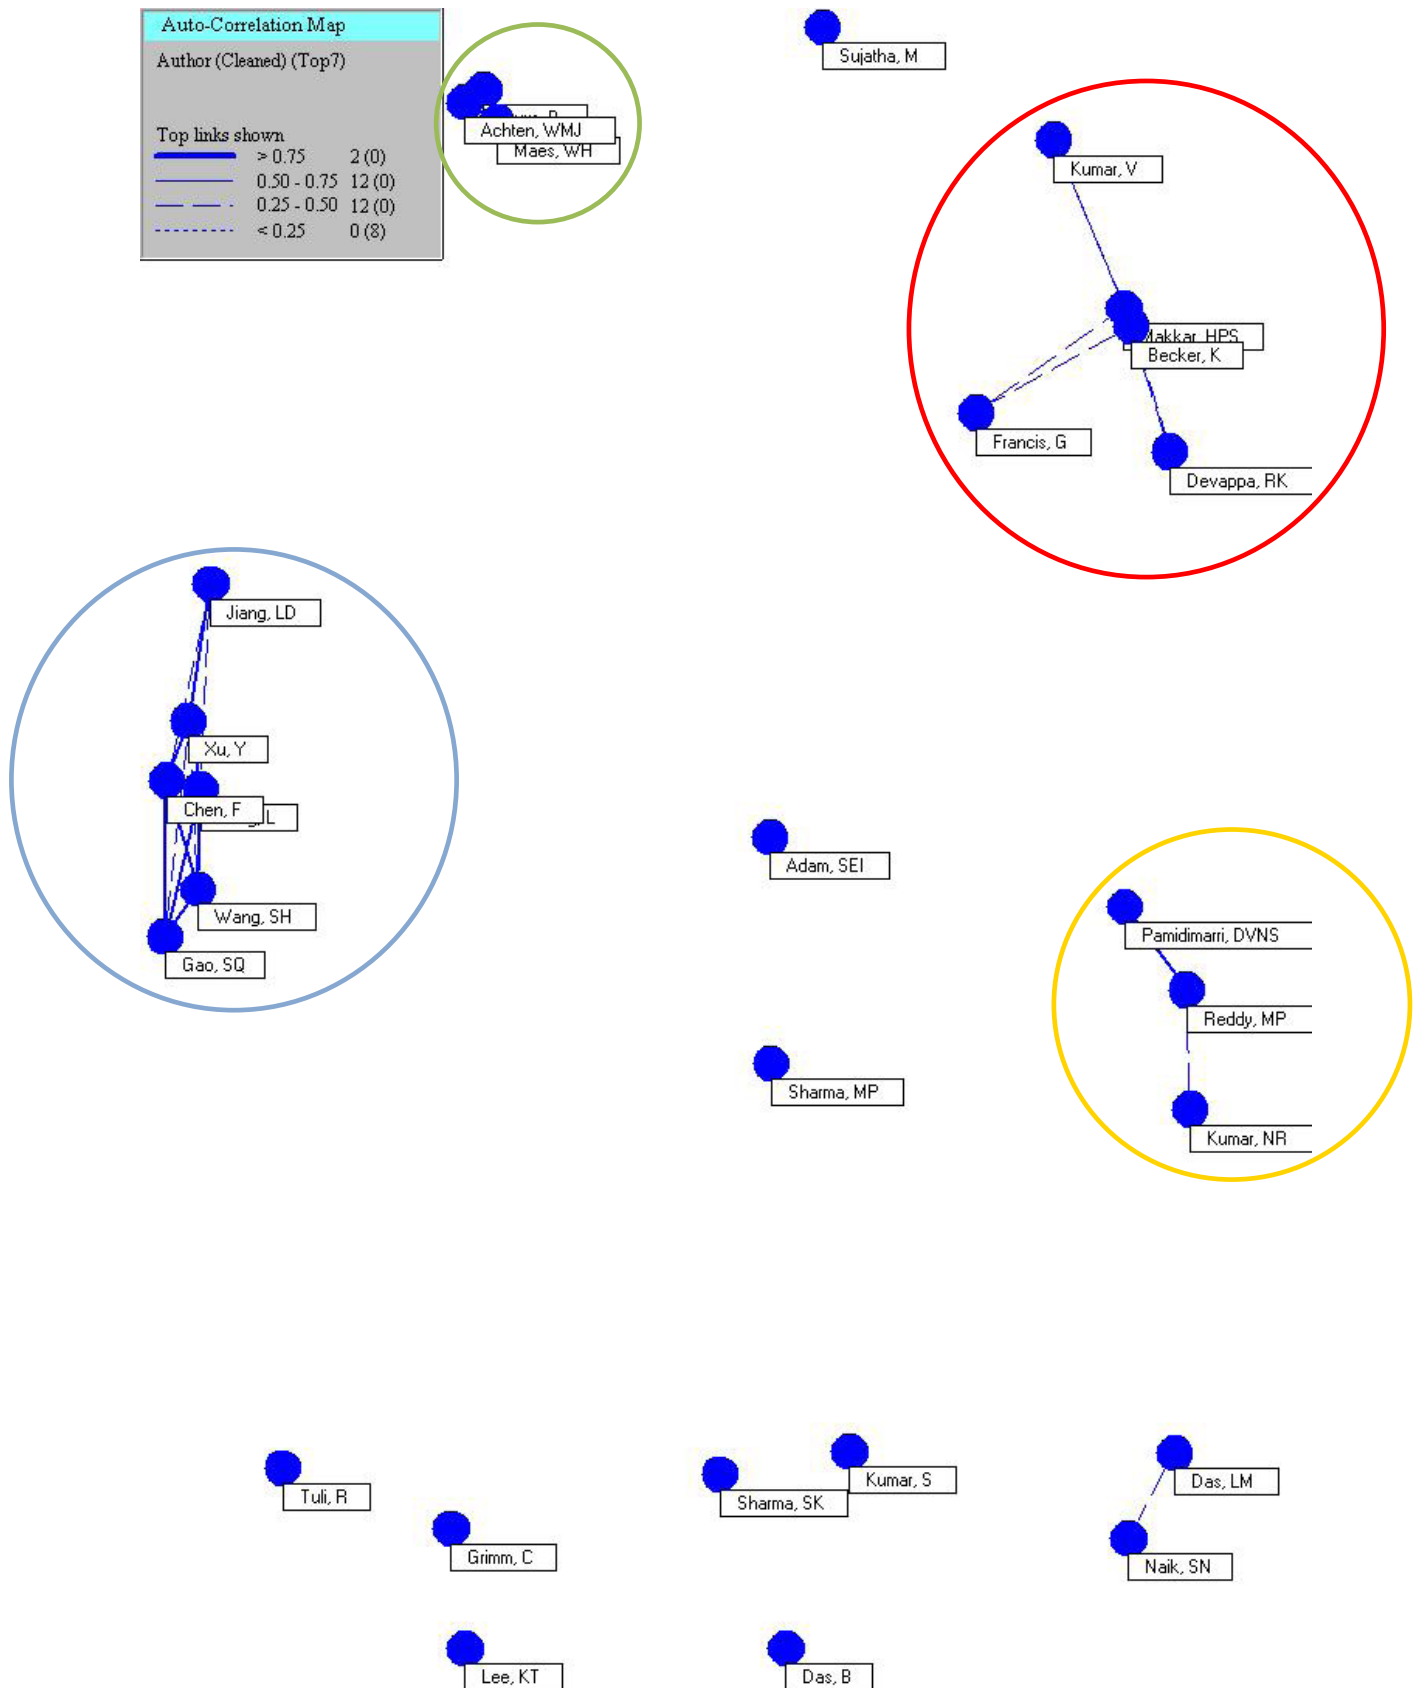 Auto-Correlation Map
Author (Cleaned) (Top7)
Top links shown
> 0.75 2 (0)
0.50 - 0.75 12 (0)
0.25 - 0.50 12 (0)
< 0.25 0 (8)
Achten, WMJ
Maes, WH
Sujatha, M
Kumar, V
Makkar, HPS
Becker, K
Francis, G
Devappa, RK
Jiang, LD
Xu, Y
Chen, F
Wang, SH
Gao, SQ
Adam, SEI
Pamidimarri, DVNS
Reddy, MP
Kumar, NR
Sharma, MP
Tuli, R
Grimm, C
Sharma, SK
Kumar, S
Das, LM
Naik, SN
Lee, KT
Das, B